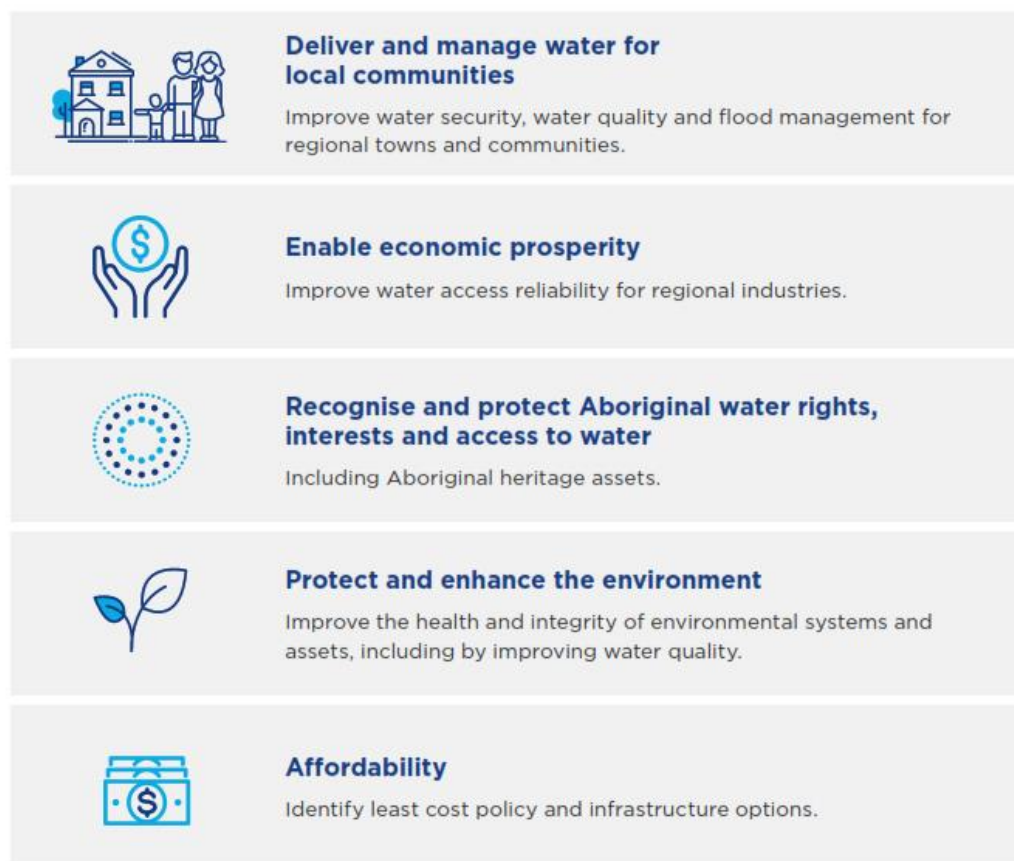 Deliver and manage water for
local communities
Improve water security, water quality and flood management for
regional towns and communities.
$
Enable economic prosperity
Improve water access reliability for regional industries.
Recognise and protect Aboriginal water rights,
interests and access to water
Including Aboriginal heritage assets.
Protect and enhance the environment
Improve the health and integrity of environmental systems and
assets, including by improving water quality.
$
Affordability
Identify least cost policy and infrastructure options.